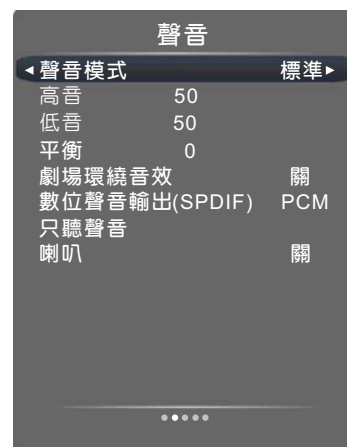 聲音
聲音模式 標準
高音 50
低音 50
平衡 0
劇場環繞音效 關
數位聲音輸出(SPDIF) PCM
只聽聲音
喇叭 關